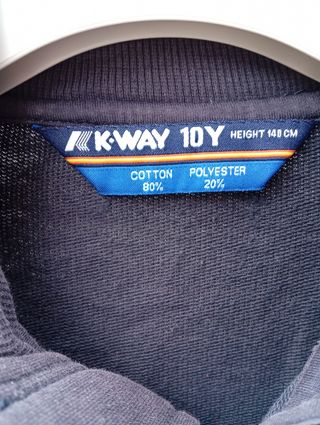 K·WAY 10Y HEIGHT 148 CM
COTTON POLYESTER
80% 20%